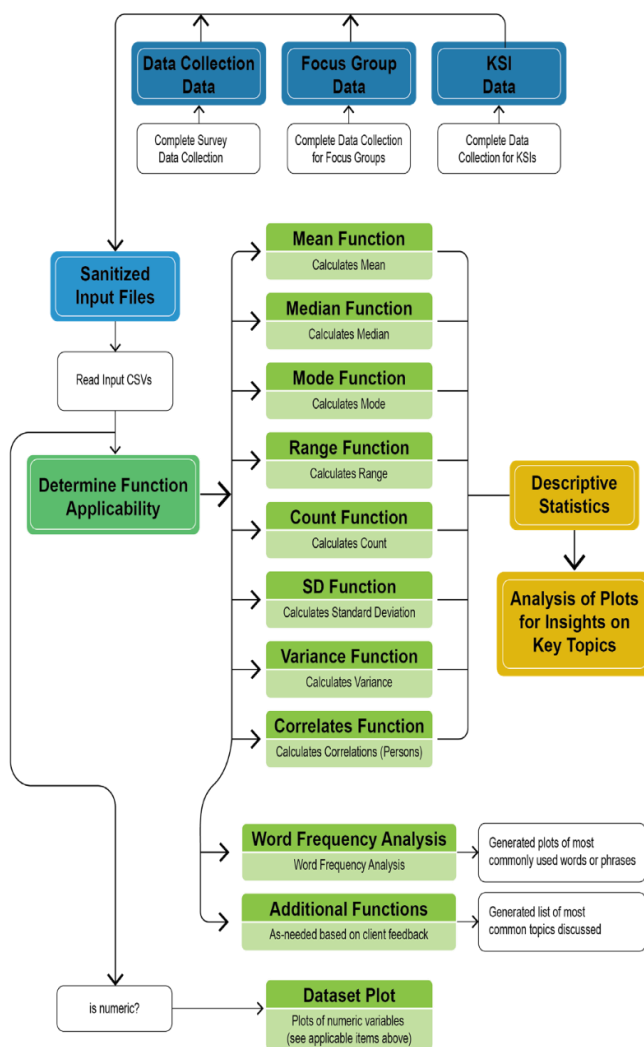 Data Collection
Data
Focus Group
Data
KSI
Data
Complete Survey
Data Collection
Complete Data Collection
for Focus Groups
Complete Data
Collection for KSIs
Sanitized
Input Files
Read Input CSVs
Determine Function
Applicability
Mean Function
Calculates Mean
Median Function
Calculates Median
Mode Function
Calculates Mode
Range Function
Calculates Range
Count Function
Calculates Count
SD Function
Calculates Standard Deviation
Variance Function
Calculates Variance
Correlates Function
Calculates Correlations (Persons)
Descriptive
Statistics
Analysis of Plots
for Insights on
Key Topics
Word Frequency Analysis
Word Frequency Analysis
Generated plots of most
commonly used words or phrases
Additional Functions
As-needed based on client feedback
Generated list of most
common topics discussed
is numeric?
Dataset Plot
Plots of numeric variables
(see applicable items above)